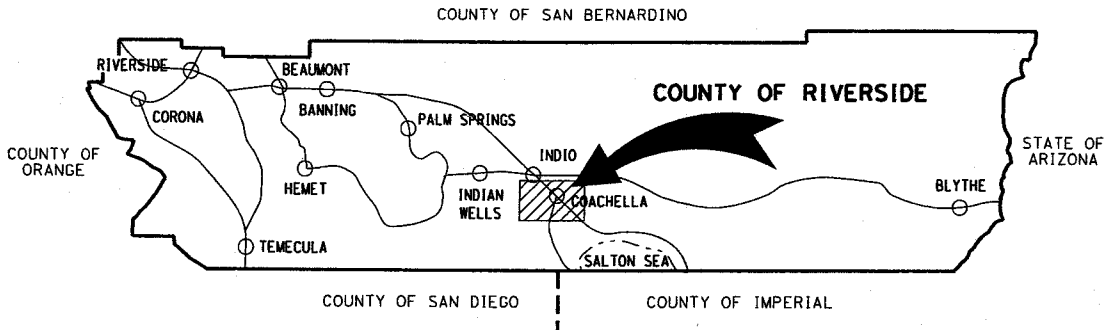 COUNTY OF SAN BERNARDINO
RIVERSIDE
BEAUMONT
CORONA
BANNING
COUNTY OF RIVERSIDE
PALM SPRINGS
COUNTY OF
ORANGE
STATE OF
ARIZONA
INDIO
HEMET
INDIAN
WELLS
COACHELLA
BLYTHE
TEMECULA
SALTON SEA
COUNTY OF SAN DIEGO
COUNTY OF IMPERIAL